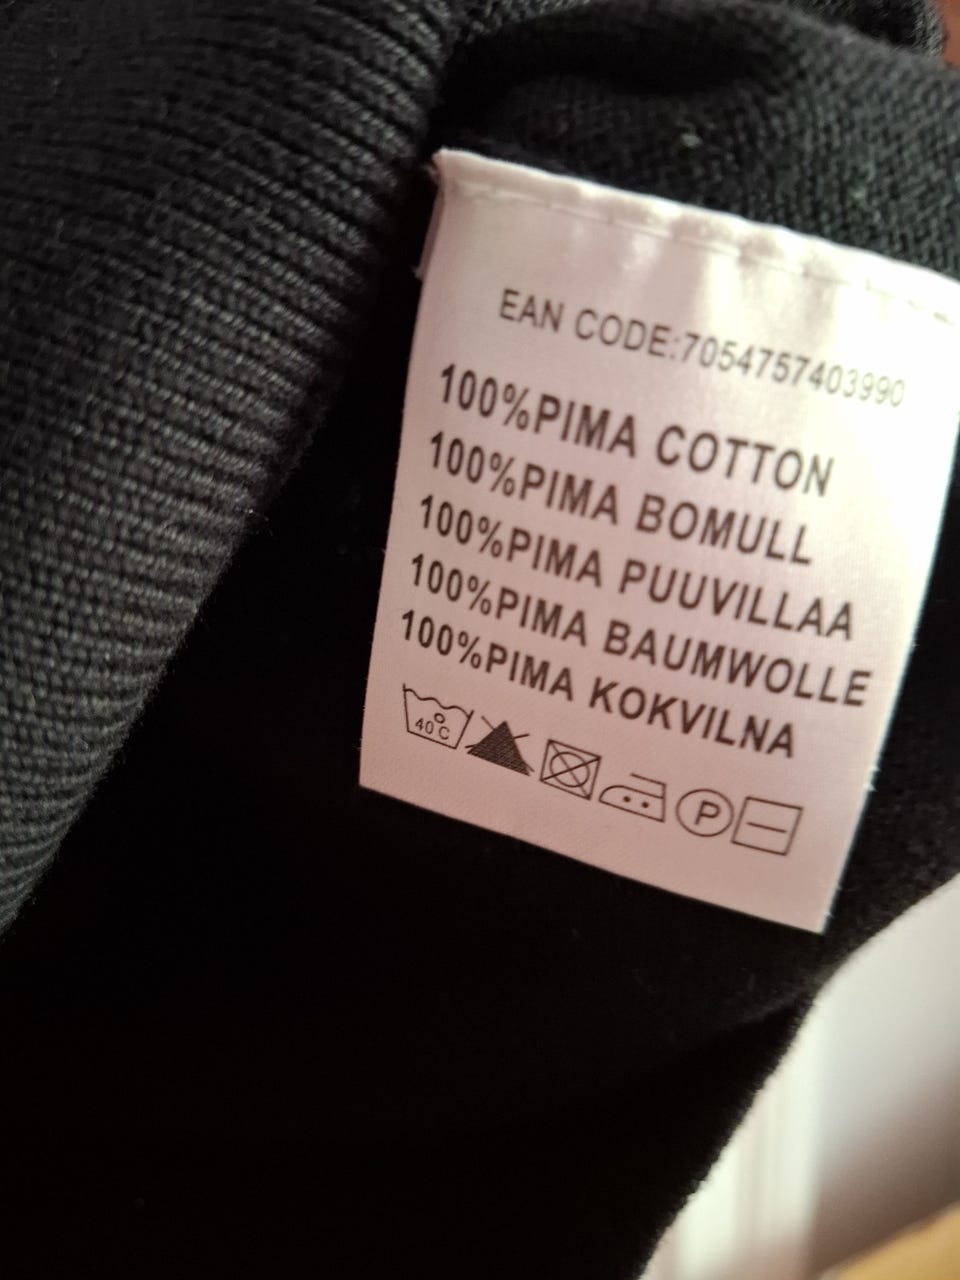 EAN CODE:7054757403990
100%PIMA COTTON
100%PIMA BOMULL
100%PIMA PUUVILLAA
100%PIMA BAUMWOLLE
100%PIMA KOKVILNA
40°C P